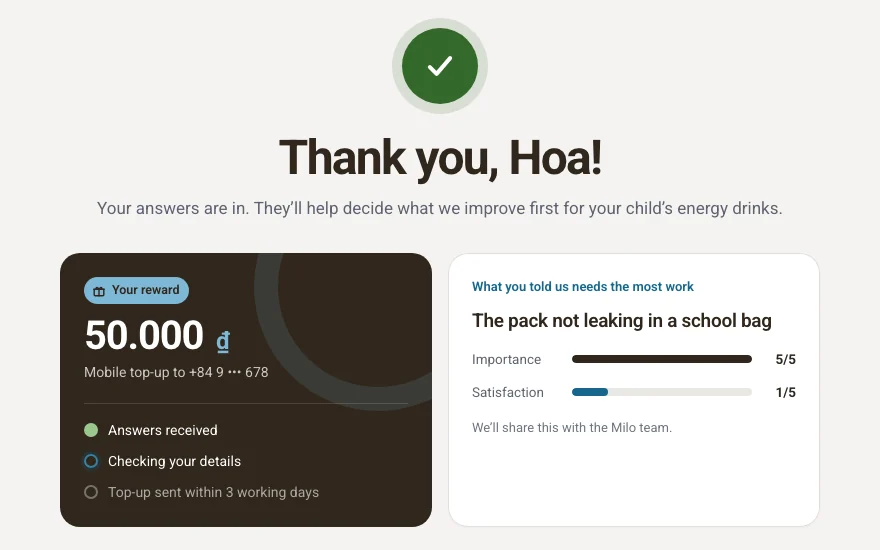 Thank you, Hoa!
Your answers are in. They’ll help decide what we improve first for your child’s energy drinks.
Your reward
50.000 ₫
Mobile top-up to +84 9 ••• 678
Answers received
Checking your details
Top-up sent within 3 working days
What you told us needs the most work
The pack not leaking in a school bag
Importance 5/5
Satisfaction 1/5
We’ll share this with the Milo team.